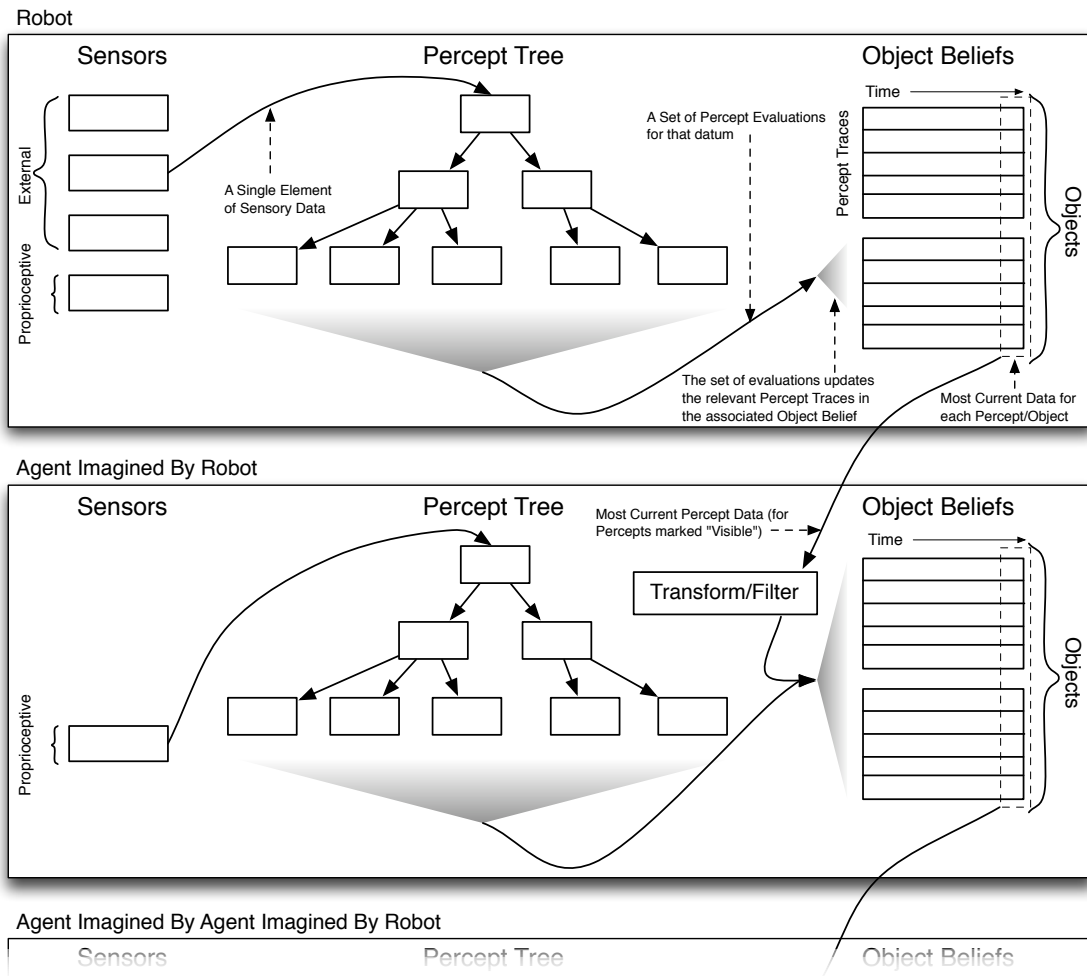 Robot
Sensors
Percept Tree
Object Beliefs
Time
External
Proprioceptive
A Single Element
of Sensory Data
A Set of Percept Evaluations
for that datum
Percept Traces
Objects
The set of evaluations updates
the relevant Percept Traces in
the associated Object Belief
Most Current Data for
each Percept/Object
Agent Imagined By Robot
Sensors
Percept Tree
Object Beliefs
Most Current Percept Data (for
Percepts marked "Visible")
Time
Transform/Filter
Objects
Proprioceptive
Agent Imagined By Agent Imagined By Robot
Sensors
Percept Tree
Object Beliefs